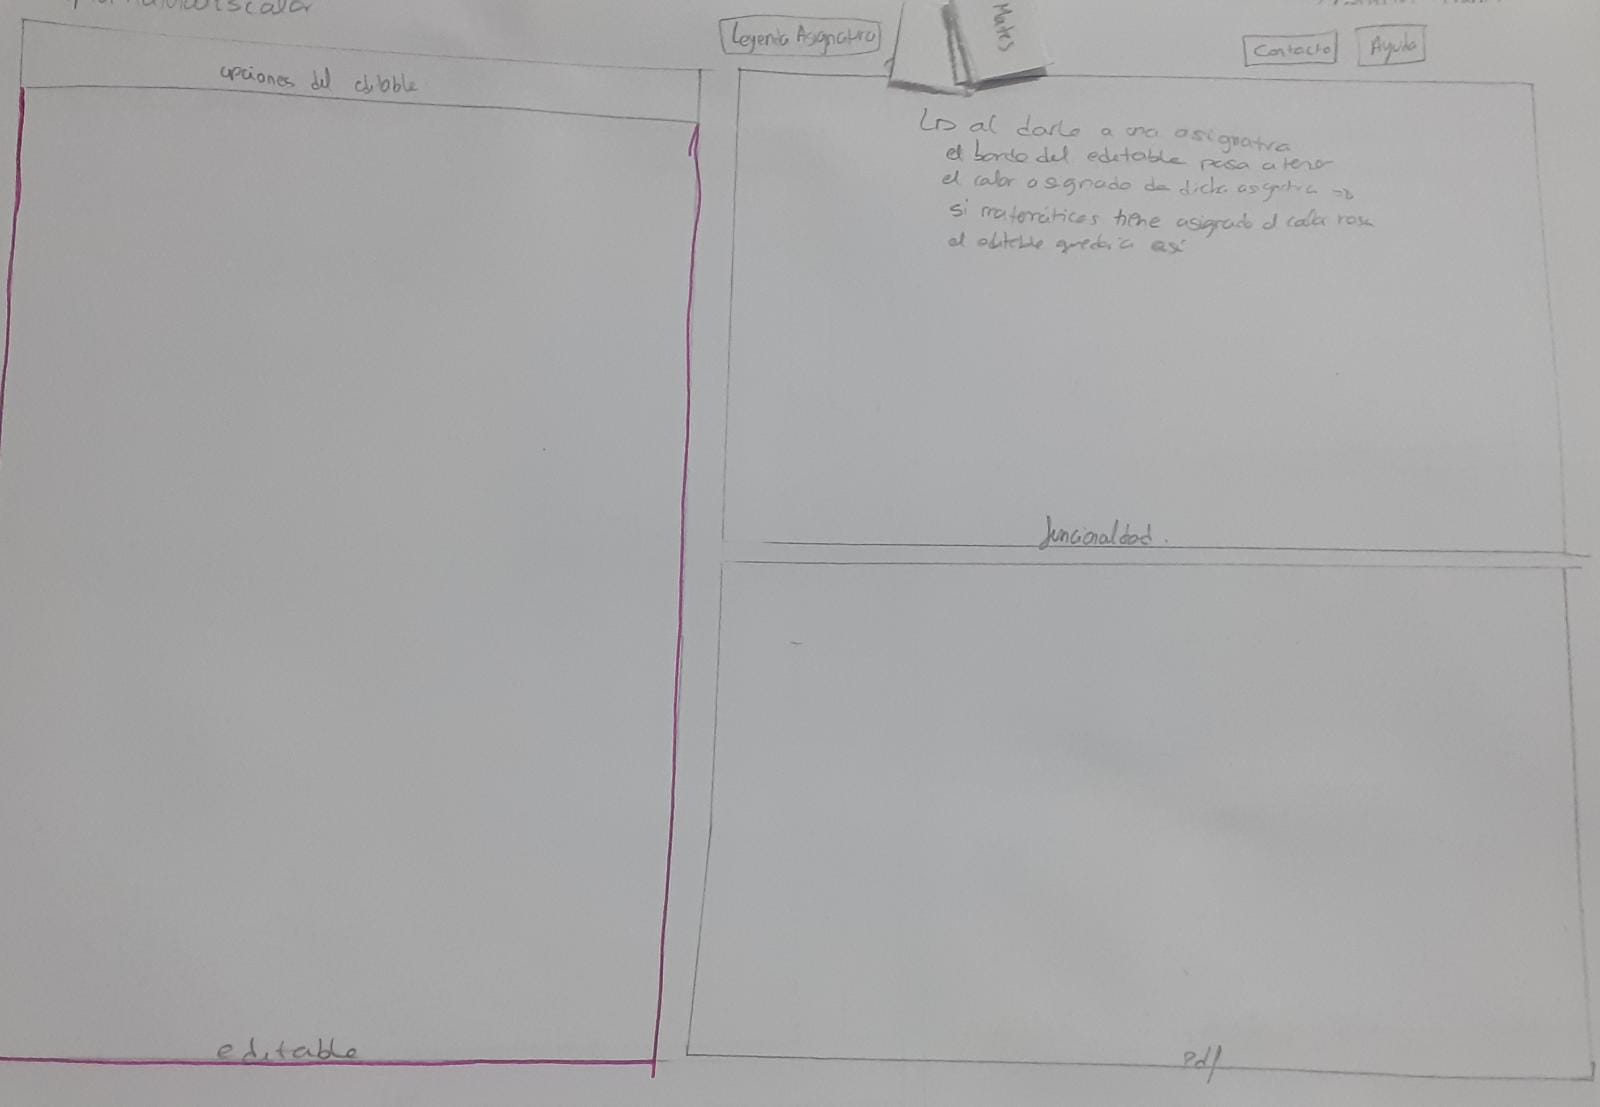 Leyenda Asignatura
Mates
Contacto
Ayuda
opciones del editable
↳ al darle a una asignatura
el borde del editable pasa a tener
el color asignado de dicha asignatura →
si matemáticas tiene asignado el color rosa
el editable quedaría así
funcionalidad.
editable
pdf